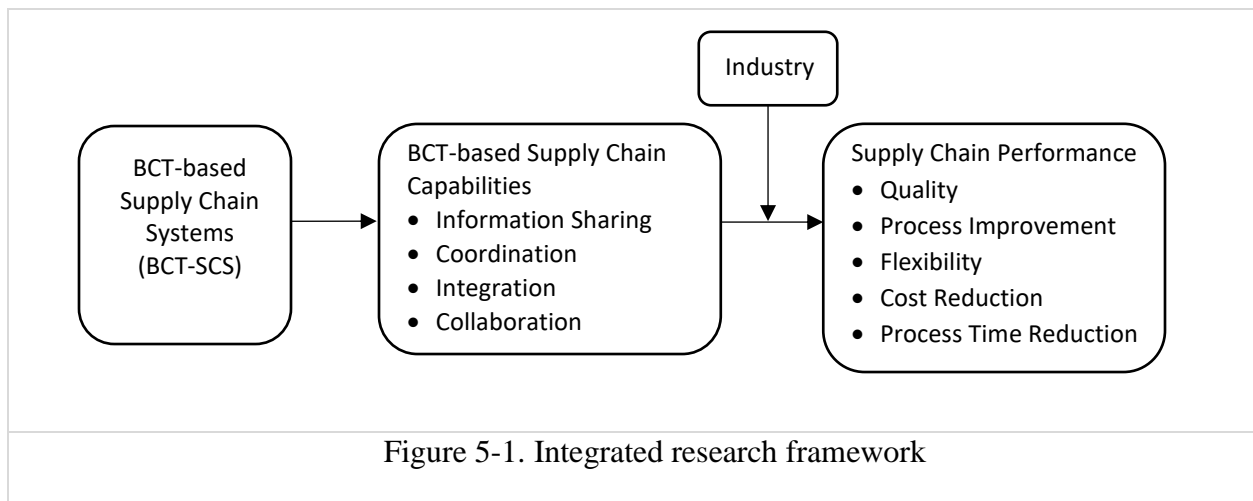 Industry
BCT-based
Supply Chain
Systems
(BCT-SCS)
BCT-based Supply Chain
Capabilities
• Information Sharing
• Coordination
• Integration
• Collaboration
Supply Chain Performance
• Quality
• Process Improvement
• Flexibility
• Cost Reduction
• Process Time Reduction
Figure 5-1. Integrated research framework